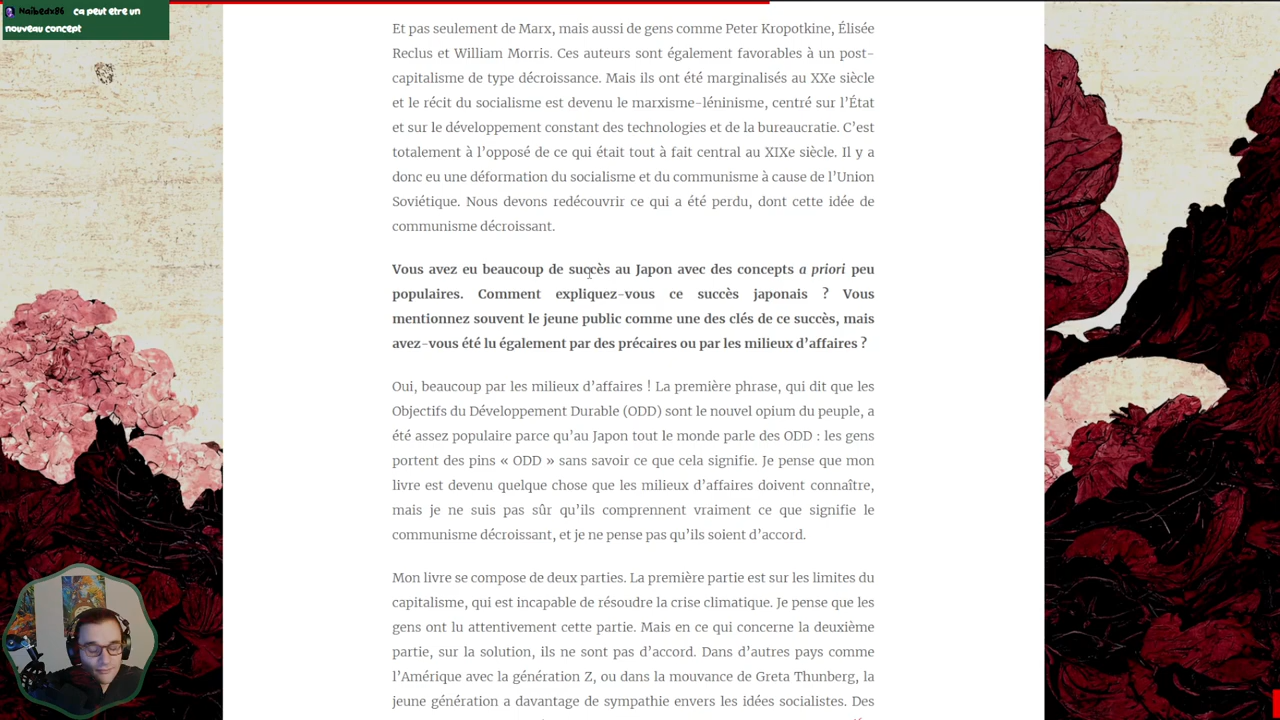 Naibedx86 ca peut etre un
nouveau concept
Et pas seulement de Marx, mais aussi de gens comme Peter Kropotkine, Élisée
Reclus et William Morris. Ces auteurs sont également favorables à un post-
capitalisme de type décroissance. Mais ils ont été marginalisés au XXe siècle
et le récit du socialisme est devenu le marxisme-léninisme, centré sur l’État
et sur le développement constant des technologies et de la bureaucratie. C’est
totalement à l’opposé de ce qui était tout à fait central au XIXe siècle. Il y a
donc eu une déformation du socialisme et du communisme à cause de l’Union
Soviétique. Nous devons redécouvrir ce qui a été perdu, dont cette idée de
communisme décroissant.
Vous avez eu beaucoup de succès au Japon avec des concepts a priori peu
populaires. Comment expliquez-vous ce succès japonais ? Vous
mentionnez souvent le jeune public comme une des clés de ce succès, mais
avez-vous été lu également par des précaires ou par les milieux d’affaires ?
Oui, beaucoup par les milieux d’affaires ! La première phrase, qui dit que les
Objectifs du Développement Durable (ODD) sont le nouvel opium du peuple, a
été assez populaire parce qu’au Japon tout le monde parle des ODD : les gens
portent des pins « ODD » sans savoir ce que cela signifie. Je pense que mon
livre est devenu quelque chose que les milieux d’affaires doivent connaître,
mais je ne suis pas sûr qu’ils comprennent vraiment ce que signifie le
communisme décroissant, et je ne pense pas qu’ils soient d’accord.
Mon livre se compose de deux parties. La première partie est sur les limites du
capitalisme, qui est incapable de résoudre la crise climatique. Je pense que les
gens ont lu attentivement cette partie. Mais en ce qui concerne la deuxième
partie, sur la solution, ils ne sont pas d’accord. Dans d’autres pays comme
l’Amérique avec la génération Z, ou dans la mouvance de Greta Thunberg, la
jeune génération a davantage de sympathie envers les idées socialistes. Des